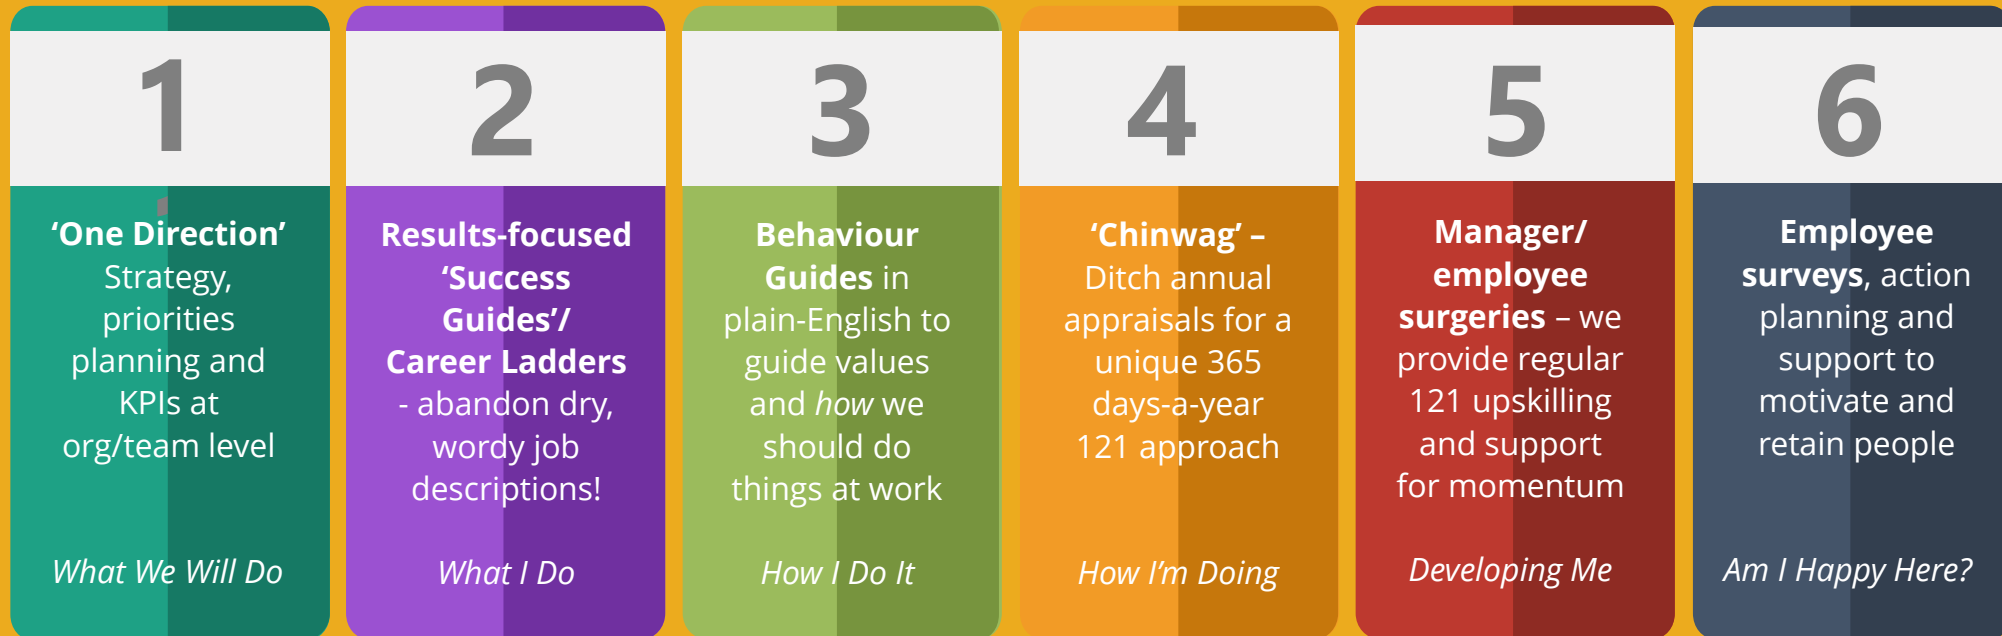 1
‘One Direction’
Strategy,
priorities
planning and
KPIs at
org/team level
What We Will Do
2
Results-focused
‘Success
Guides’/
Career Ladders
- abandon dry,
wordy job
descriptions!
What I Do
3
Behaviour
Guides in
plain-English to
guide values
and how we
should do
things at work
How I Do It
4
‘Chinwag’ –
Ditch annual
appraisals for a
unique 365
days-a-year
121 approach
How I’m Doing
5
Manager/
employee
surgeries – we
provide regular
121 upskilling
and support
for momentum
Developing Me
6
Employee
surveys, action
planning and
support to
motivate and
retain people
Am I Happy Here?